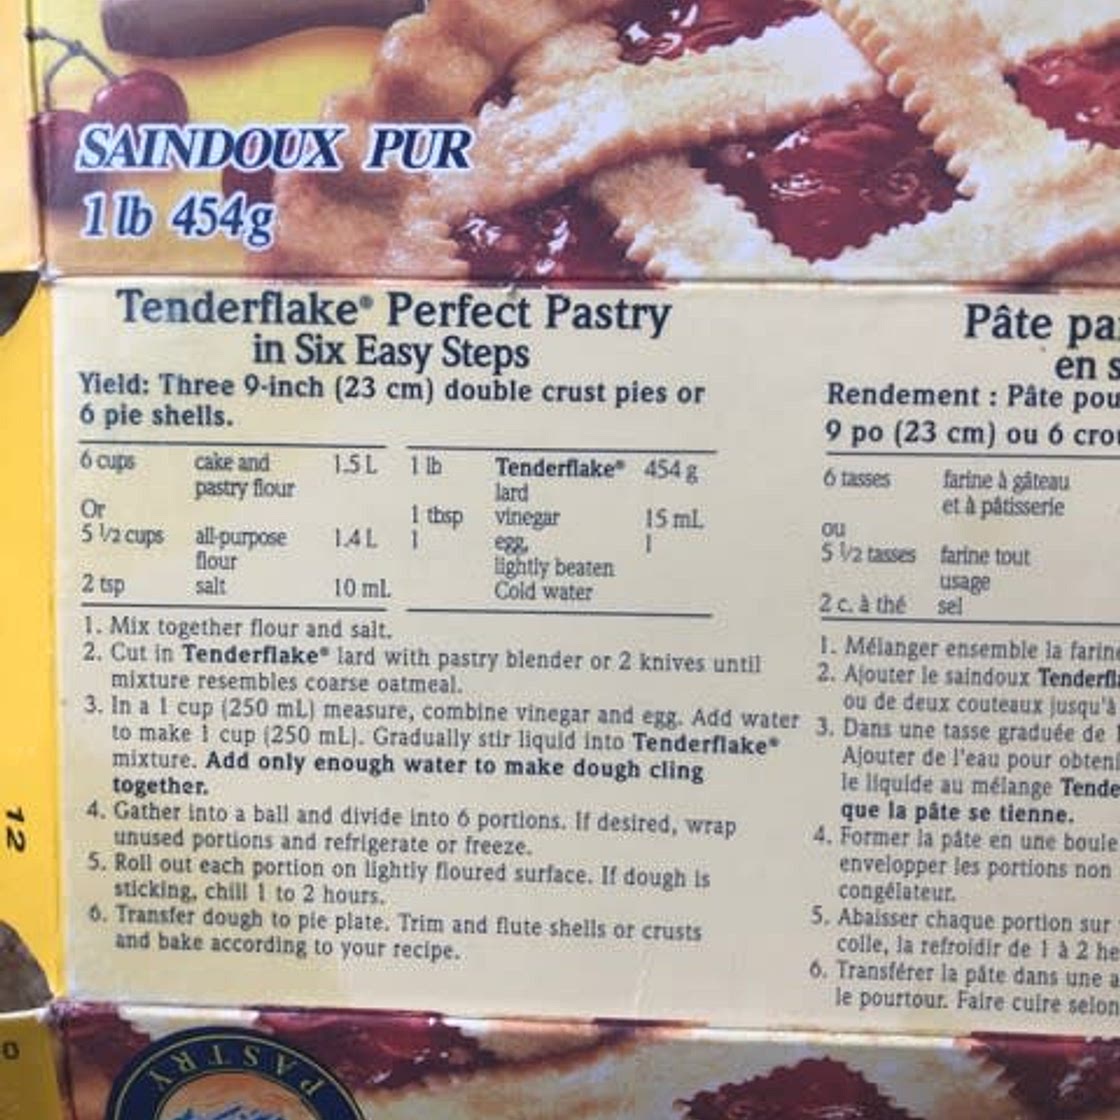 SAINDOUX PUR
1 lb 454g
Tenderflake® Perfect Pastry
in Six Easy Steps
Yield: Three 9-inch (23 cm) double crust pies or
6 pie shells.
6 cups cake and 1.5 L
pastry flour
Or
5 1/2 cups all-purpose 1.4 L
flour
2 tsp salt 10 mL
1 lb Tenderflake® 454 g
lard
1 tbsp vinegar 15 mL
1 egg, 1
lightly beaten
Cold water
1. Mix together flour and salt.
2. Cut in Tenderflake® lard with pastry blender or 2 knives until
mixture resembles coarse oatmeal.
3. In a 1 cup (250 mL) measure, combine vinegar and egg. Add water
to make 1 cup (250 mL). Gradually stir liquid into Tenderflake®
mixture. Add only enough water to make dough cling
together.
4. Gather into a ball and divide into 6 portions. If desired, wrap
unused portions and refrigerate or freeze.
5. Roll out each portion on lightly floured surface. If dough is
sticking, chill 1 to 2 hours.
6. Transfer dough to pie plate. Trim and flute shells or crusts
and bake according to your recipe.
Pâte pa
en s
Rendement : Pâte pou
9 po (23 cm) ou 6 crou
6 tasses farine à gâteau
et à pâtisserie
ou
5 1/2 tasses farine tout
usage
2 c. à thé sel
1. Mélanger ensemble la farine
2. Ajouter le saindoux Tenderfla
ou de deux couteaux jusqu'à
3. Dans une tasse graduée de 1
Ajouter de l'eau pour obteni
le liquide au mélange Tende
que la pâte se tienne.
4. Former la pâte en une boule
envelopper les portions non
congélateur.
5. Abaisser chaque portion sur
colle, la refroidir de 1 à 2 he
6. Transférer la pâte dans une a
le pourtour. Faire cuire selon
12
PASTRY